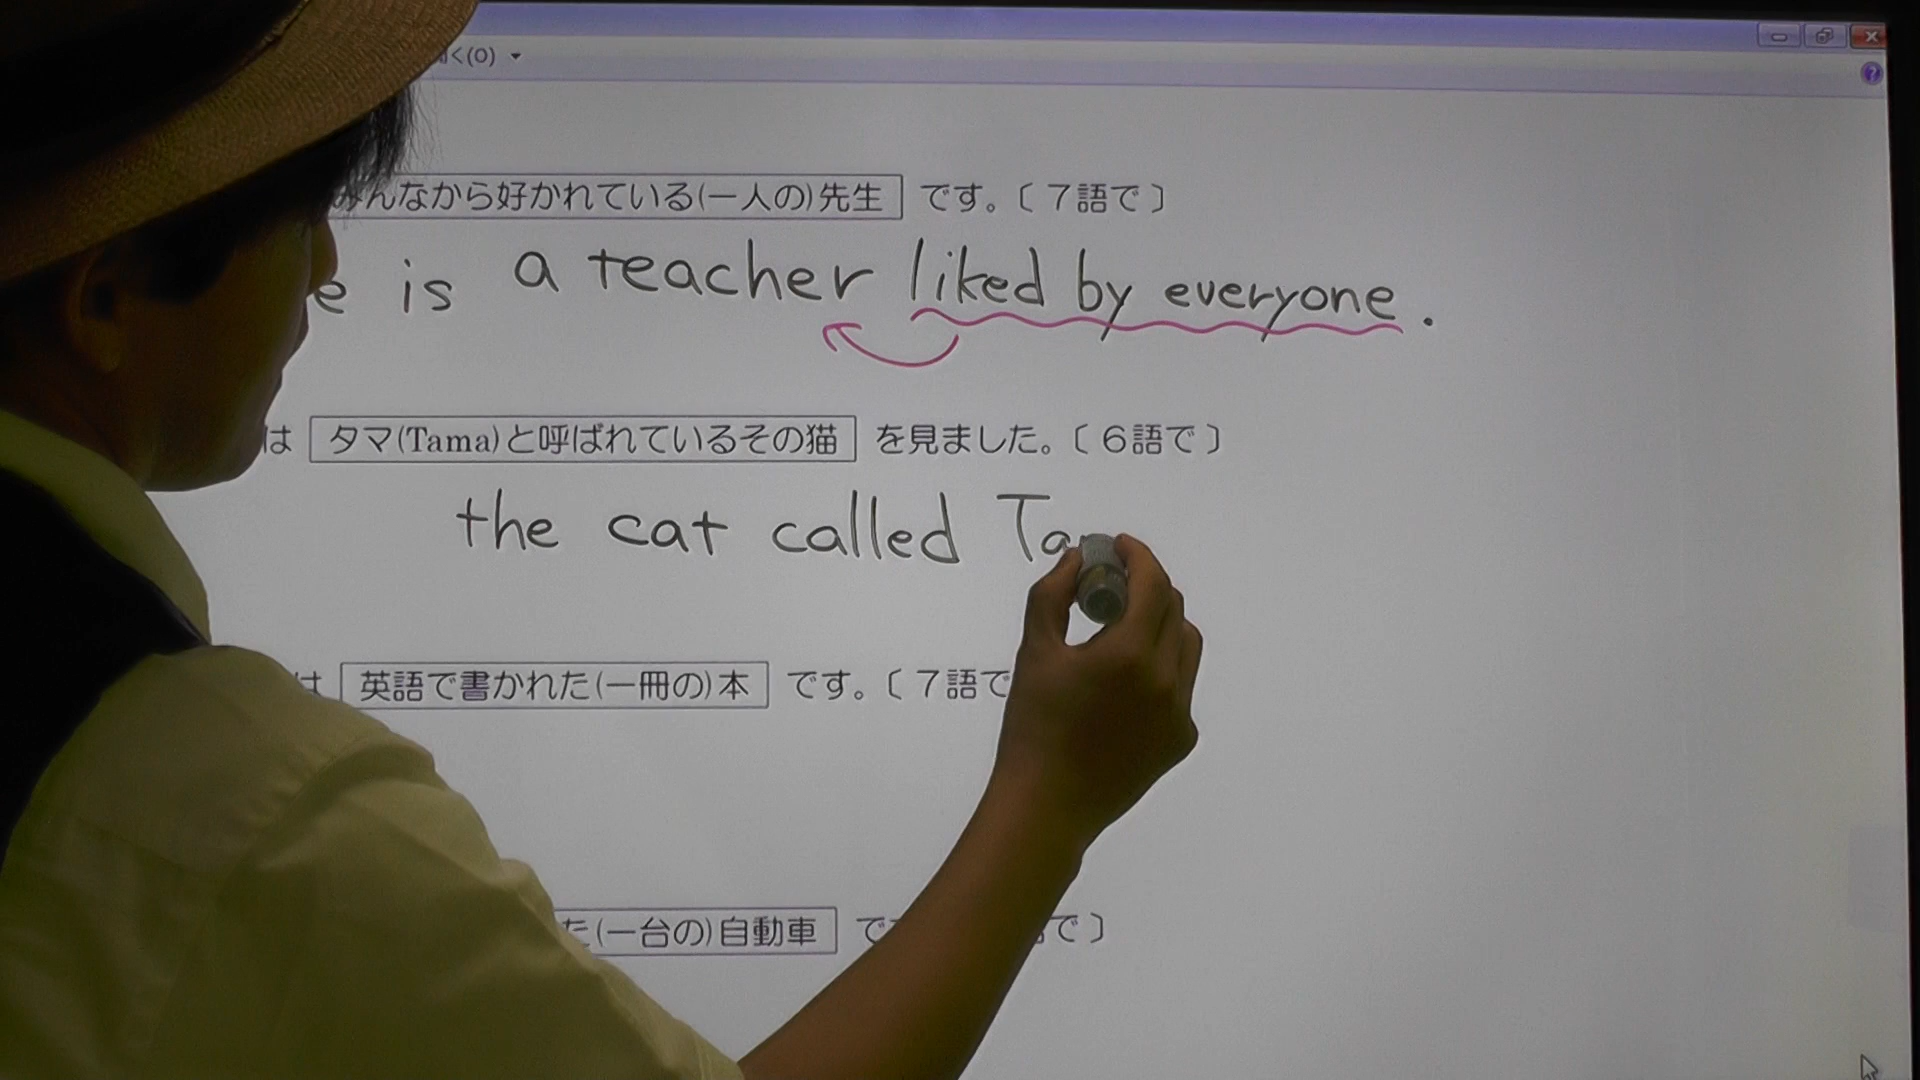 く(O)
みんなから好かれている(一人の)先生 です。〔７語で〕
e is a teacher liked by everyone.
は タマ(Tama)と呼ばれているその猫 を見ました。〔６語で〕
the cat called Ta
は 英語で書かれた(一冊の)本 です。〔７語で
た(一台の)自動車 で で〕